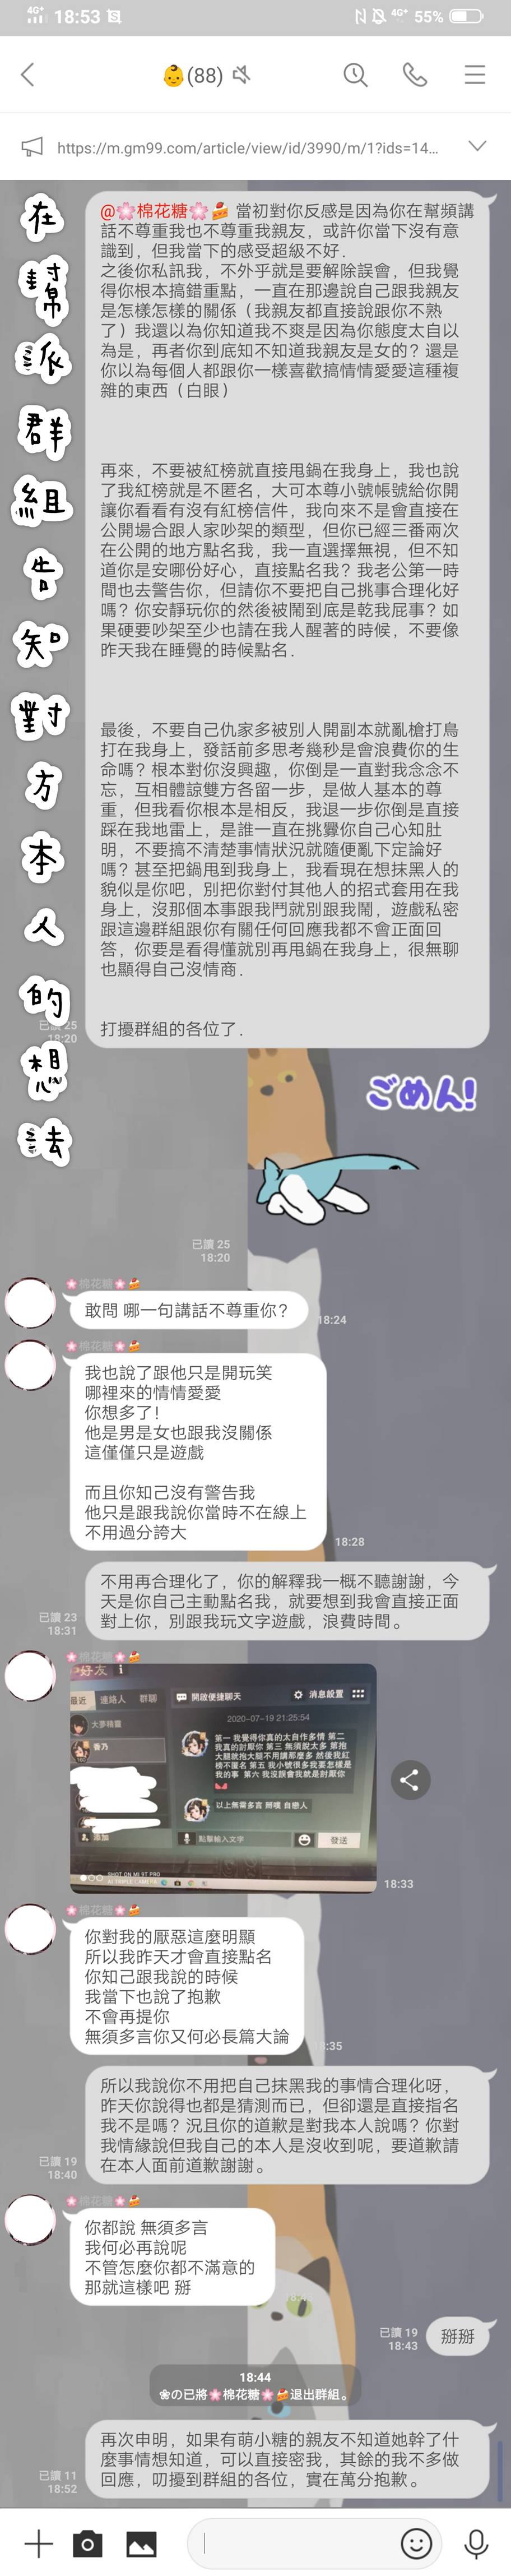 4G+ 18:53 4G+ 55%
(88)
https://m.gm99.com/article/view/id/3990/m/1?ids=14...
在幫派群組告知對方本人的想法
@🌸棉花糖🌸🍰 當初對你反感是因為你在幫頻講
話不尊重我也不尊重我親友，或許你當下沒有意
識到，但我當下的感受超級不好．
之後你私訊我，不外乎就是要解除誤會，但我覺
得你根本搞錯重點，一直在那邊說自己跟我親友
是怎樣怎樣的關係（我親友都直接說跟你不熟
了）我還以為你知道我不爽是因為你態度太自以
為是，再者你到底知不知道我親友是女的？還是
你以為每個人都跟你一樣喜歡搞情情愛愛這種複
雜的東西（白眼）
再來，不要被紅榜就直接甩鍋在我身上，我也說
了我紅榜就是不匿名，大可本尊小號帳號給你開
讓你看看有沒有紅榜信件，我向來不是會直接在
公開場合跟人家吵架的類型，但你已經三番兩次
在公開的地方點名我，我一直選擇無視，但不知
道你是安哪份好心，直接點名我？我老公第一時
間也去警告你，但請你不要把自己挑事合理化好
嗎？你安靜玩你的然後被鬧到底是乾我屁事？如
果硬要吵架至少也請在我人醒著的時候，不要像
昨天我在睡覺的時候點名．
最後，不要自己仇家多被別人開副本就亂槍打鳥
打在我身上，發話前多思考幾秒是會浪費你的生
命嗎？根本對你沒興趣，你倒是一直對我念念不
忘，互相體諒雙方各留一步，是做人基本的尊
重，但我看你根本是相反，我退一步你倒是直接
踩在我地雷上，是誰一直在挑釁你自己心知肚
明，不要搞不清楚事情狀況就隨便亂下定論好
嗎？甚至把鍋甩到我身上，我看現在想抹黑人的
貌似是你吧，別把你對付其他人的招式套用在我
身上，沒那個本事跟我鬥就別跟我鬧，遊戲私密
跟這邊群組跟你有關任何回應我都不會正面回
答，你要是看得懂就別再甩鍋在我身上，很無聊
也顯得自己沒情商．
打擾群組的各位了．
已讀 25
18:20
ごめん!
已讀 25
18:20
🌸棉花糖🌸🍰
敢問 哪一句講話不尊重你？
18:24
🌸棉花糖🌸🍰
我也說了跟他只是開玩笑
哪裡來的情情愛愛
你想多了!
他是男是女也跟我沒關係
這僅僅只是遊戲
而且你知己沒有警告我
他只是跟我說你當時不在線上
不用過分誇大
18:28
不用再合理化了，你的解釋我一概不聽謝謝，今
天是你自己主動點名我，就要想到我會直接正面
對上你，別跟我玩文字遊戲，浪費時間。
已讀 23
18:31
🌸棉花糖🌸🍰
好友
最近 連絡人 群聊 開啟便捷聊天 消息設置
2020-07-19 21:25:54
大夢橋靈
香乃
第一 我覺得你真的太自作多情 第二
我真的討厭你 第三 無須說太多 第抱
大腿就抱大腿不用講那麼多 然後我紅
榜不匿名 第五 我小號很多我要怎樣是
我的事 第六 我沒誤會我就是討厭你
以上無需多言 掰噗 自戀人
添加
點擊輸入文字 發送
SHOT ON MI 9T PRO
AI TRIPLE CAMERA
18:33
🌸棉花糖🌸🍰
你對我的厭惡這麼明顯
所以我昨天才會直接點名
你知己跟我說的時候
我當下也說了抱歉
不會再提你
無須多言你又何必長篇大論
18:35
所以我說你不用把自己抹黑我的事情合理化呀，
昨天你說得也都是猜測而已，但卻還是直接指名
我不是嗎？況且你的道歉是對我本人說嗎？你對
我情緣說但我自己的本人是沒收到呢，要道歉請
在本人面前道歉謝謝。
已讀 19
18:40
🌸棉花糖🌸🍰
你都說 無須多言
我何必再說呢
不管怎麼你都不滿意的
那就這樣吧 掰
掰掰
已讀 19
18:43
18:44
❀の已將🌸棉花糖🌸🍰退出群組。
再次申明，如果有萌小糖的親友不知道她幹了什
麼事情想知道，可以直接密我，其餘的我不多做
回應，叨擾到群組的各位，實在萬分抱歉。
已讀 11
18:52